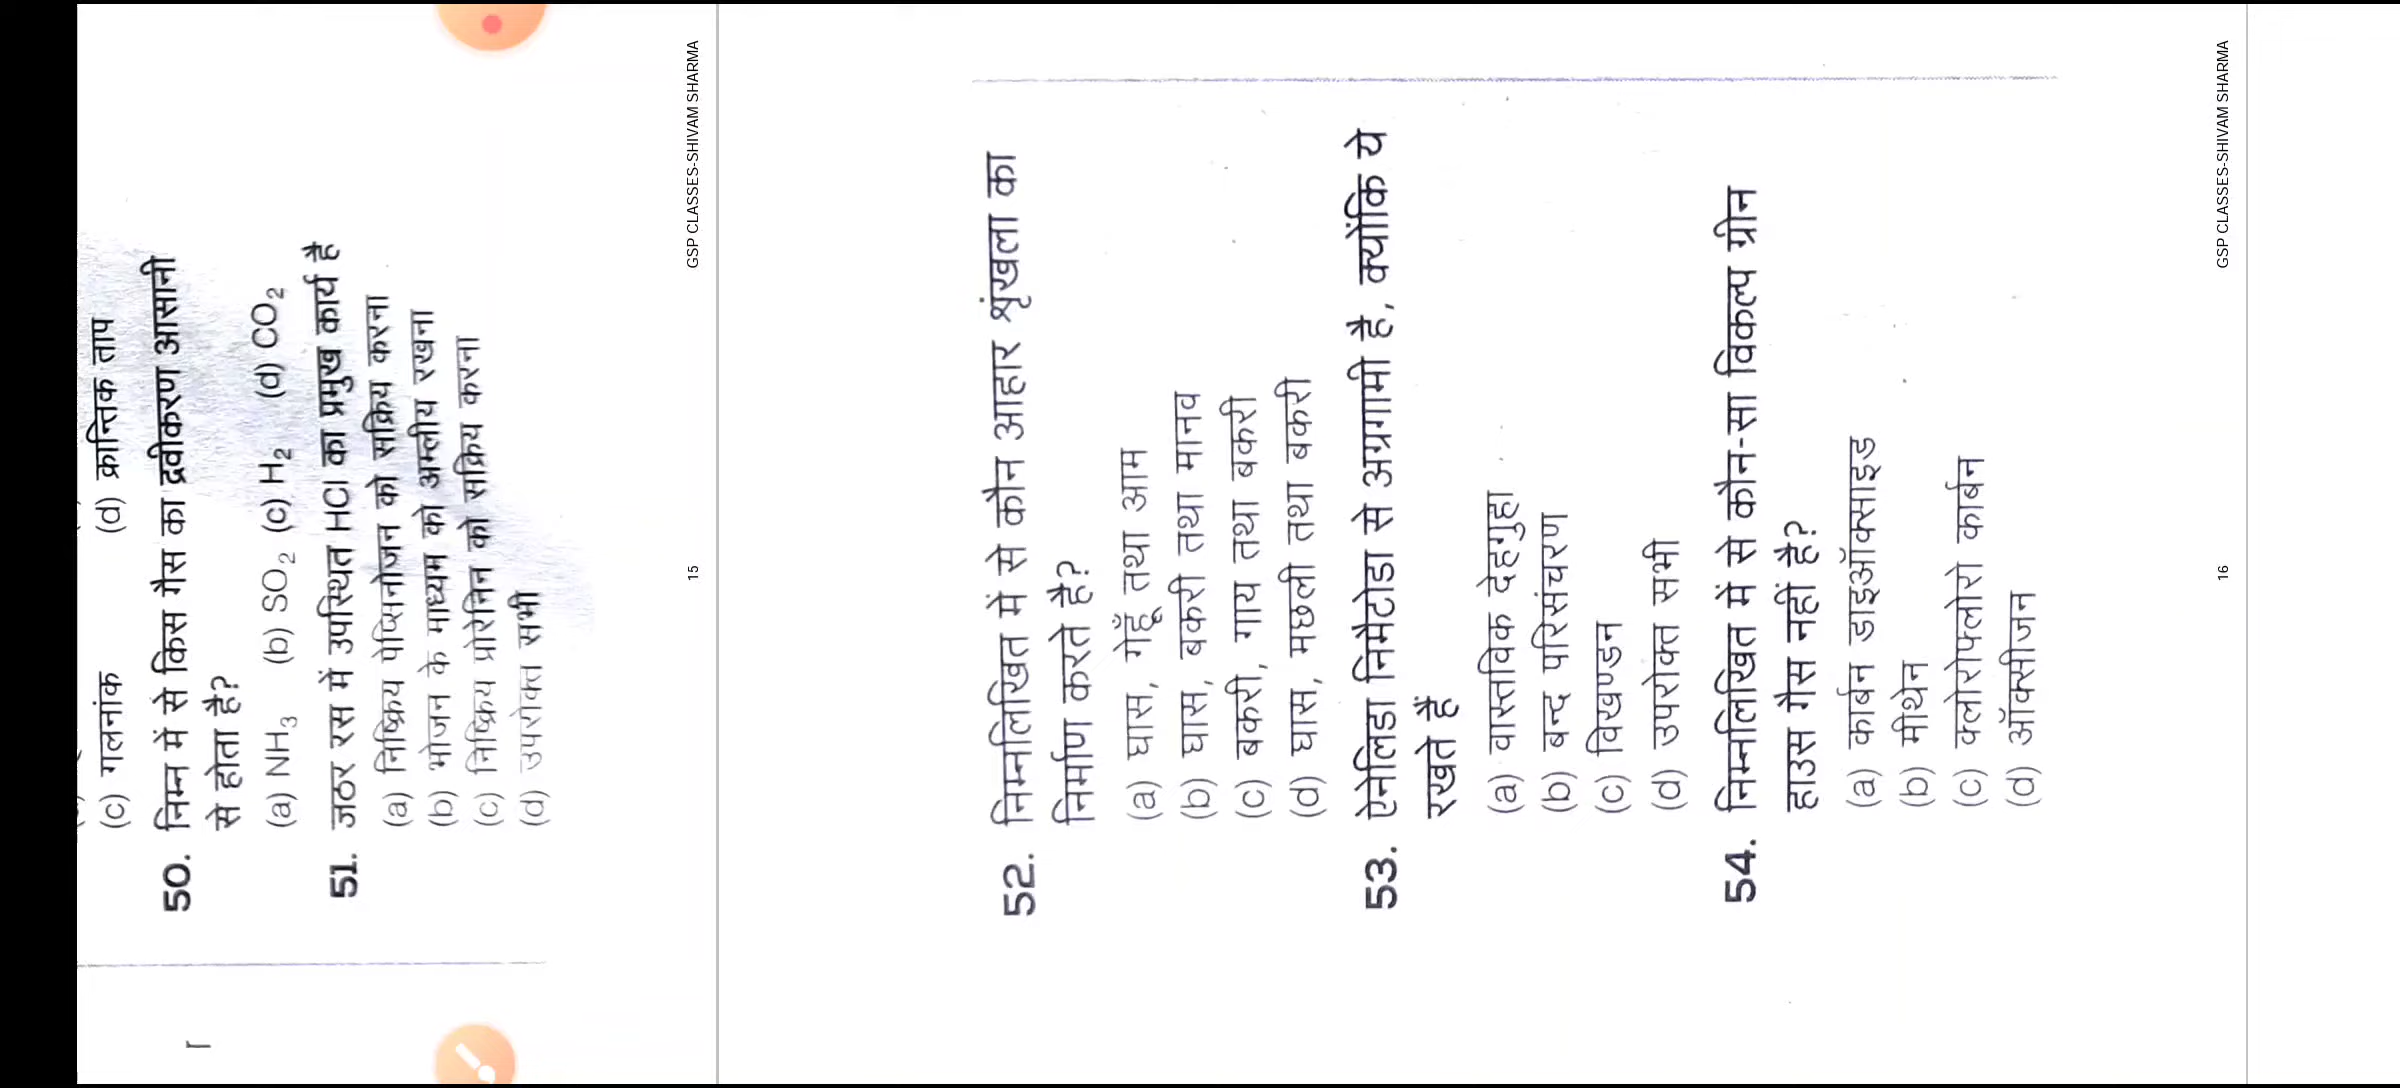 (c) गलनांक (d) क्रान्तिक ताप
50. निम्न में से किस गैस का द्रवीकरण आसानी
से होता है?
(a) NH₃ (b) SO₂ (c) H₂ (d) CO₂
51. जठर रस में उपस्थित HCl का प्रमुख कार्य है
(a) निष्क्रिय पेप्सिनोजन को सक्रिय करना
(b) भोजन के माध्यम को अम्लीय रखना
(c) निष्क्रिय प्रोरेनिन को सक्रिय करना
(d) उपरोक्त सभी
15
GSP CLASSES-SHIVAM SHARMA
52. निम्नलिखित में से कौन आहार श्रृंखला का
निर्माण करते है?
(a) घास, गेहूँ तथा आम
(b) घास, बकरी तथा मानव
(c) बकरी, गाय तथा बकरी
(d) घास, मछली तथा बकरी
53. ऐनेलिडा निमेटोडा से अग्रगामी है, क्योंकि ये
रखते हैं
(a) वास्तविक देहगुहा
(b) बन्द परिसंचरण
(c) विखण्डन
(d) उपरोक्त सभी
54. निम्नलिखित में से कौन-सा विकल्प ग्रीन
हाउस गैस नहीं है?
(a) कार्बन डाइऑक्साइड
(b) मीथेन
(c) क्लोरोफ्लोरो कार्बन
(d) ऑक्सीजन
16
GSP CLASSES-SHIVAM SHARMA